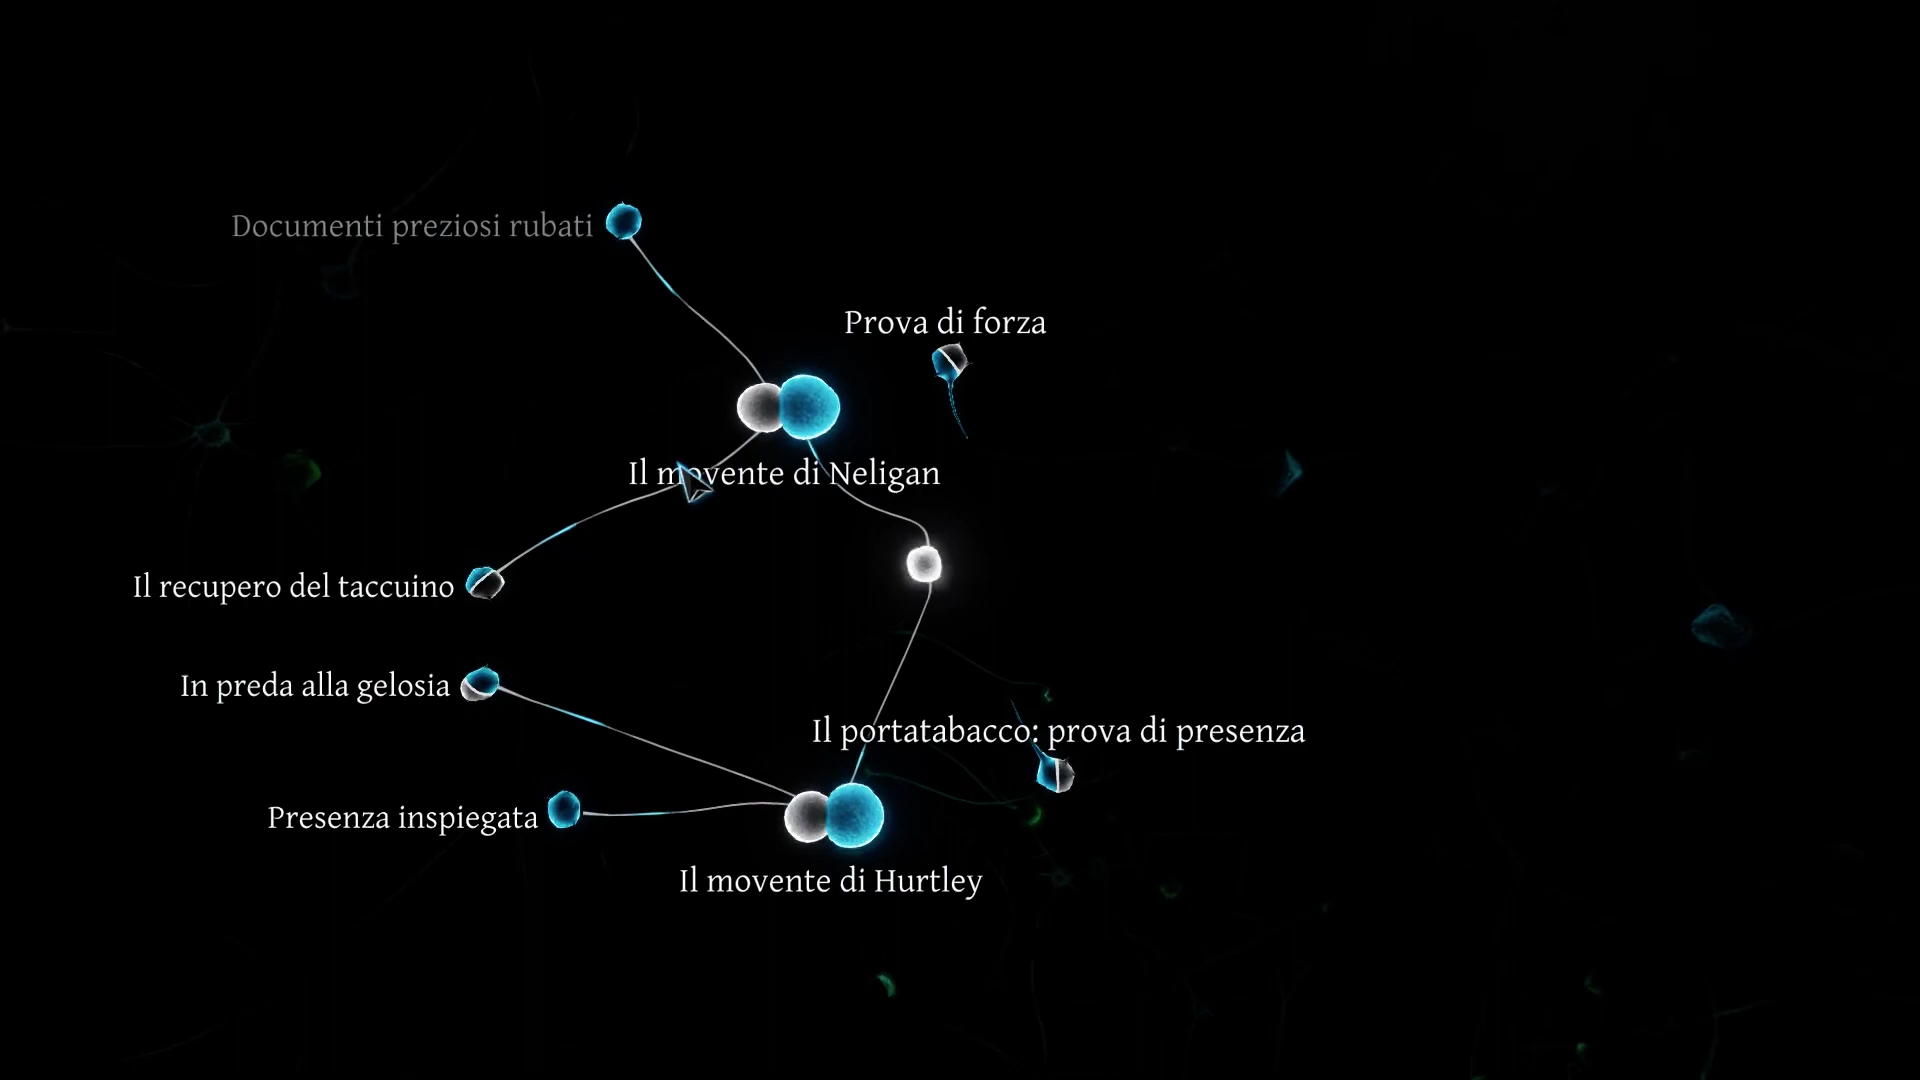 Documenti preziosi rubati
Prova di forza
Il movente di Neligan
Il recupero del taccuino
In preda alla gelosia
Il portatabacco: prova di presenza
Presenza inspiegata
Il movente di Hurtley